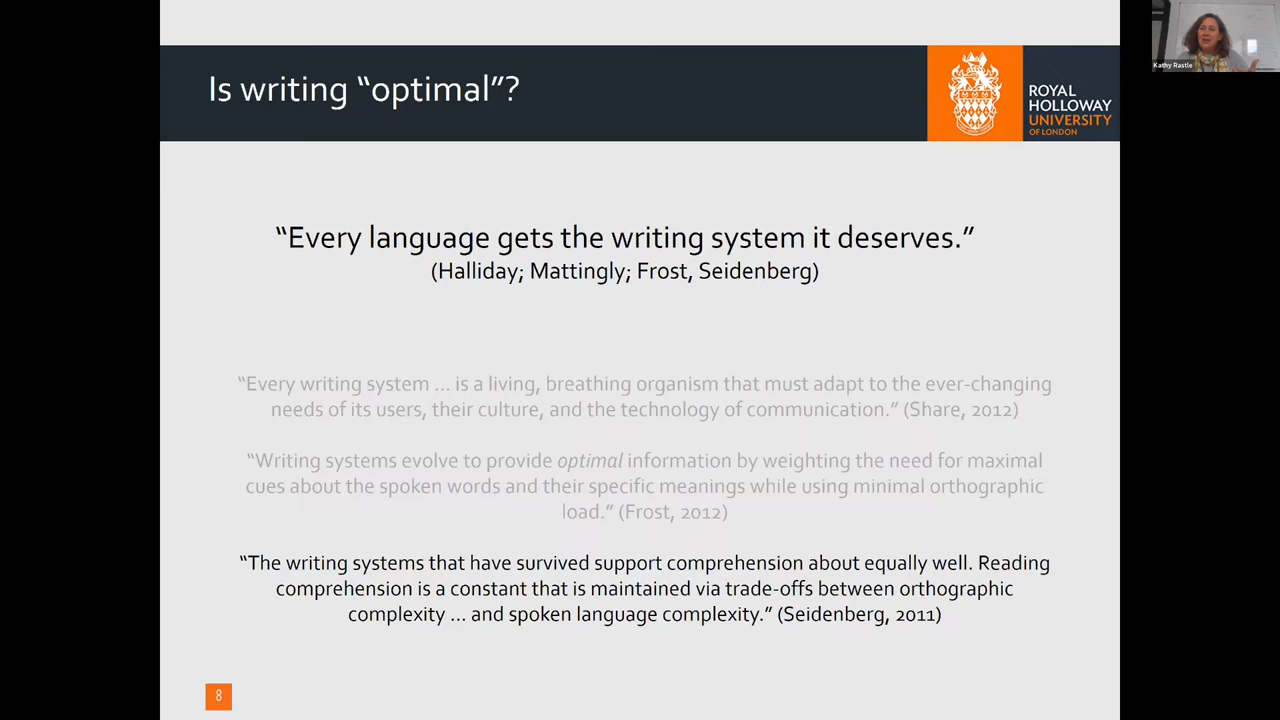 Is writing “optimal”?
ROYAL
HOLLOWAY
UNIVERSITY
OF LONDON
Kathy Rastle
“Every language gets the writing system it deserves.”
(Halliday; Mattingly; Frost, Seidenberg)
“Every writing system ... is a living, breathing organism that must adapt to the ever-changing
needs of its users, their culture, and the technology of communication.” (Share, 2012)
“Writing systems evolve to provide optimal information by weighting the need for maximal
cues about the spoken words and their specific meanings while using minimal orthographic
load.” (Frost, 2012)
“The writing systems that have survived support comprehension about equally well. Reading
comprehension is a constant that is maintained via trade-offs between orthographic
complexity ... and spoken language complexity.” (Seidenberg, 2011)
8